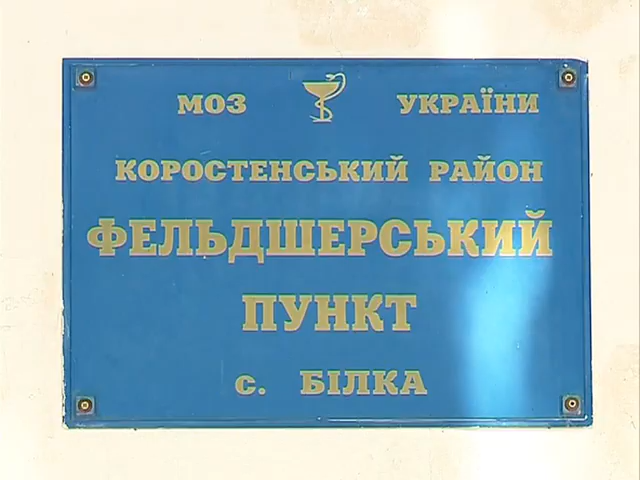 МОЗ УКРАЇНИ
КОРОСТЕНСЬКИЙ РАЙОН
ФЕЛЬДШЕРСЬКИЙ
ПУНКТ
с. БІЛКА